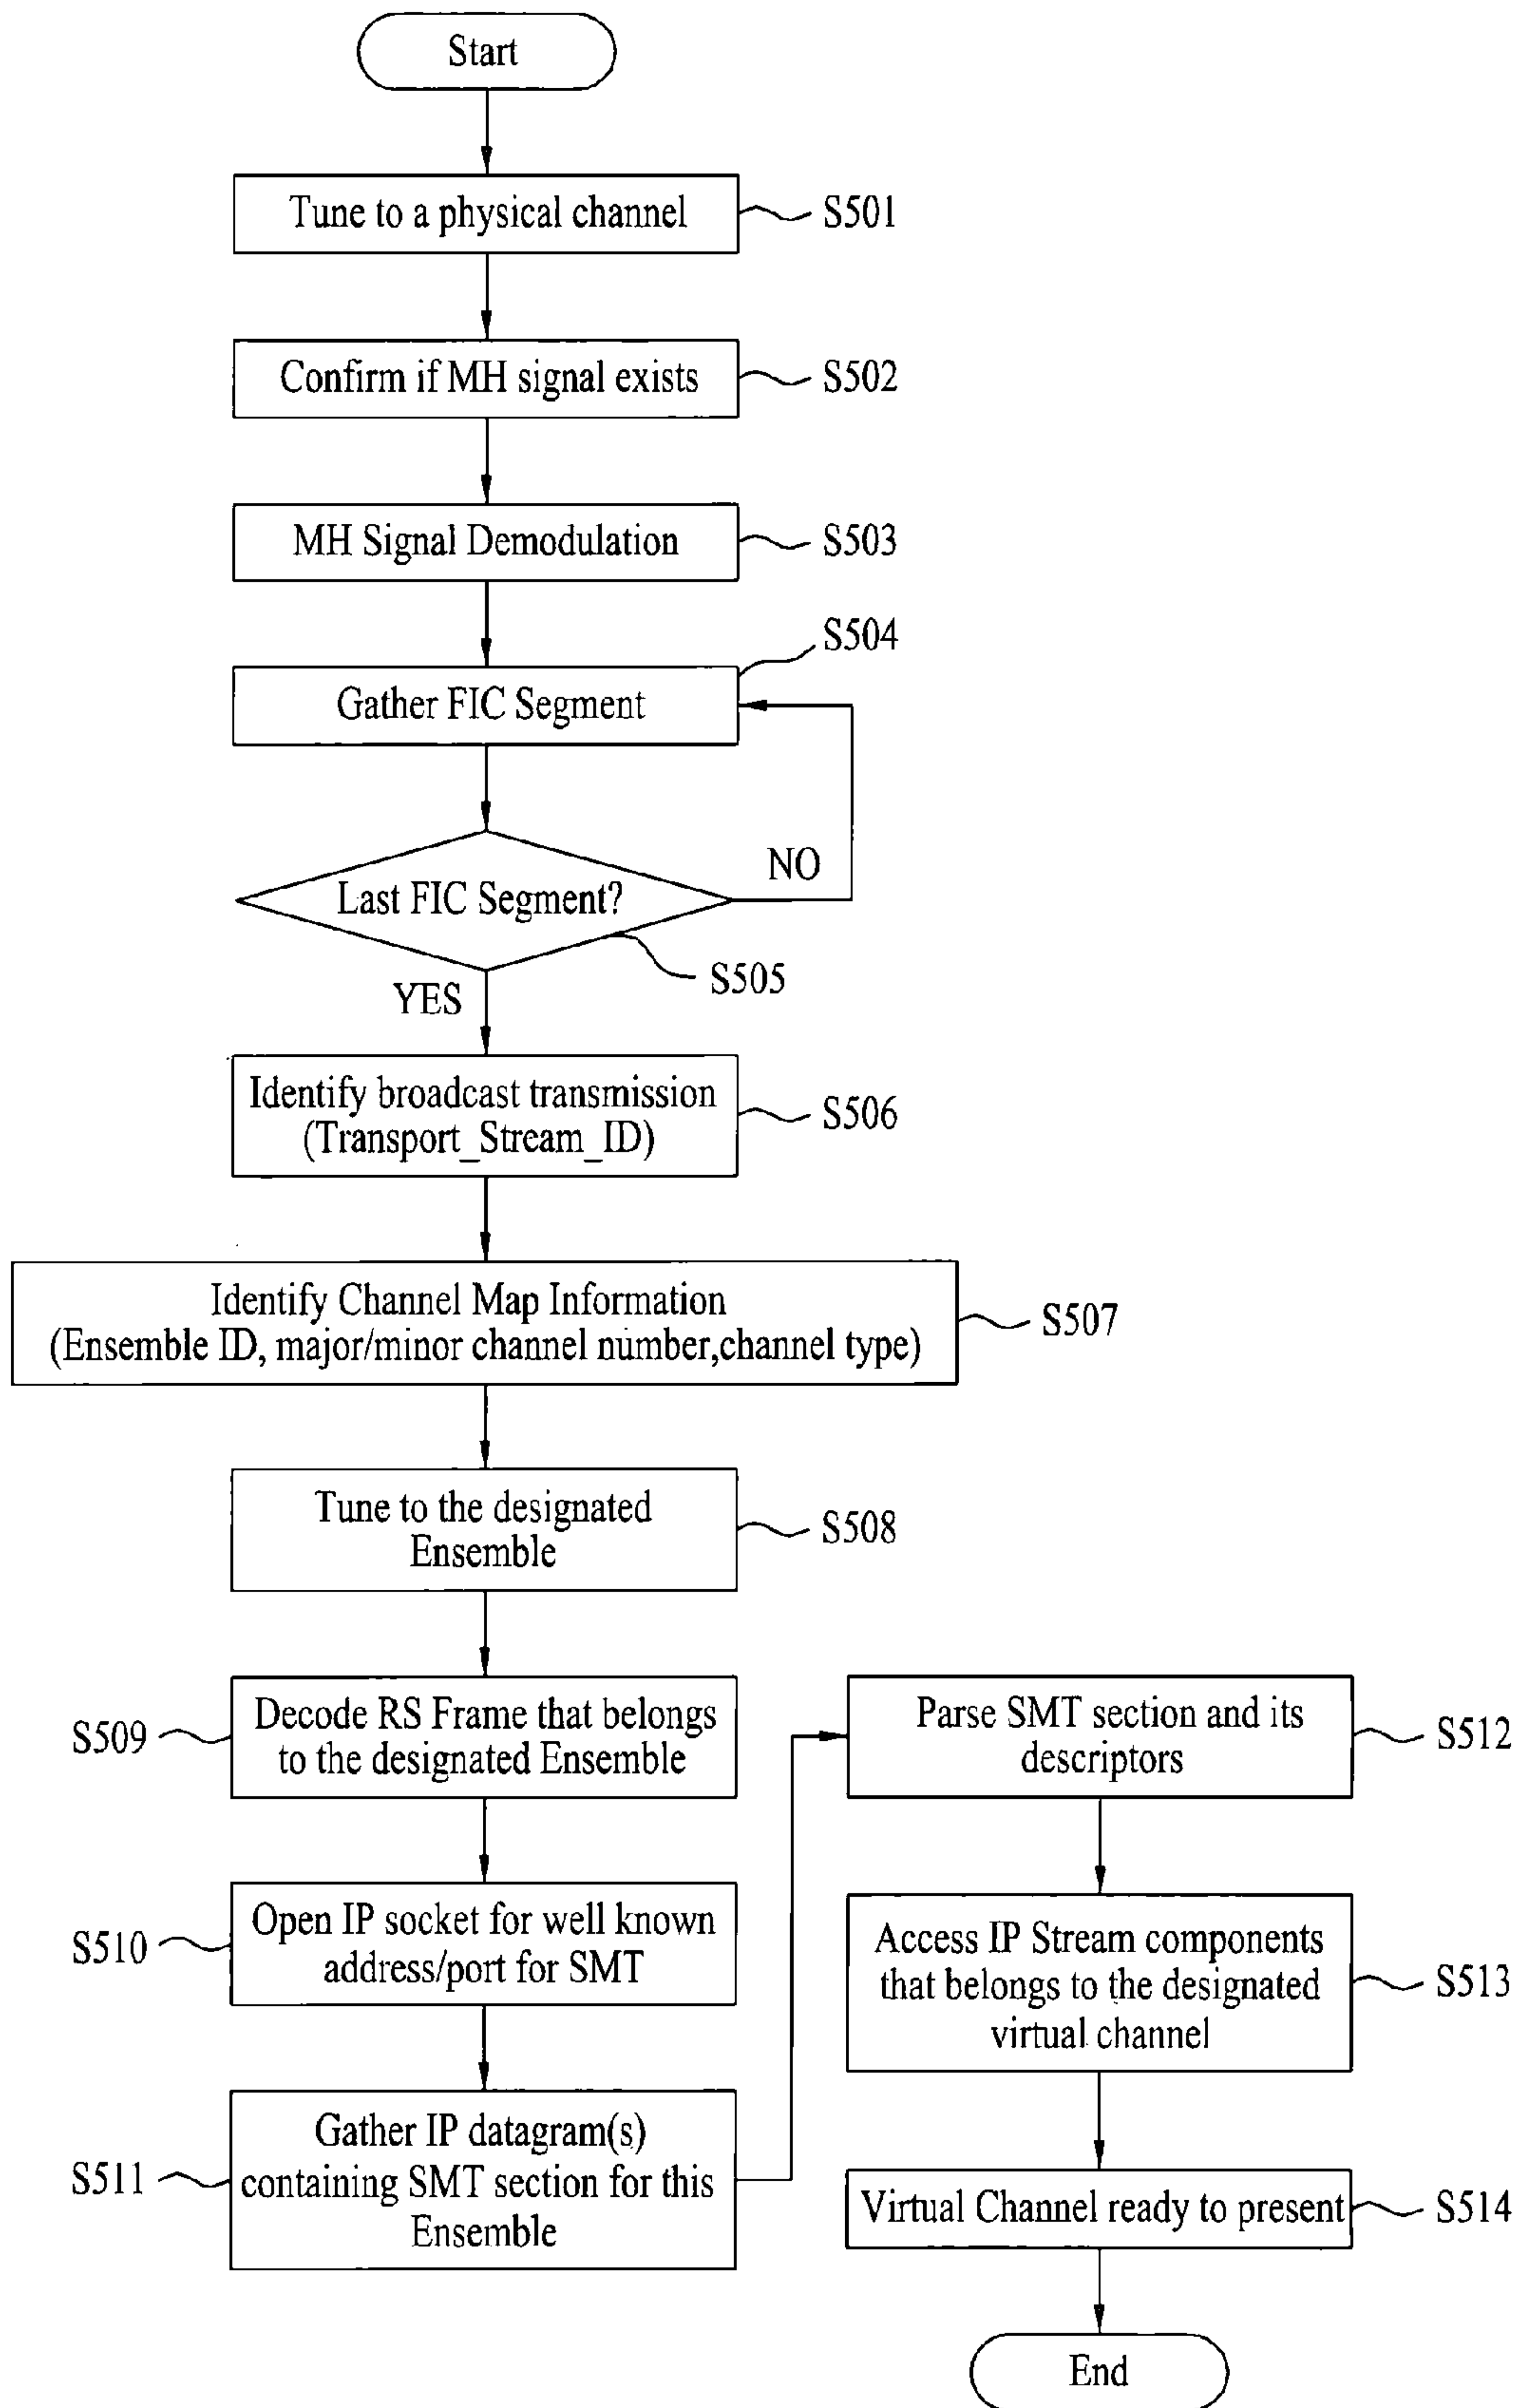 Start
Tune to a physical channel
S501
Confirm if MH signal exists
S502
MH Signal Demodulation
S503
S504
Gather FIC Segment
NO
Last FIC Segment?
S505
YES
Identify broadcast transmission
(Transport_Stream_ID)
S506
Identify Channel Map Information
(Ensemble ID, major/minor channel number,channel type)
S507
Tune to the designated
Ensemble
S508
Decode RS Frame that belongs
to the designated Ensemble
S509
Open IP socket for well known
address/port for SMT
S510
Gather IP datagram(s)
containing SMT section for this
Ensemble
S511
Parse SMT section and its
descriptors
S512
Access IP Stream components
that belongs to the designated
virtual channel
S513
Virtual Channel ready to present
S514
End